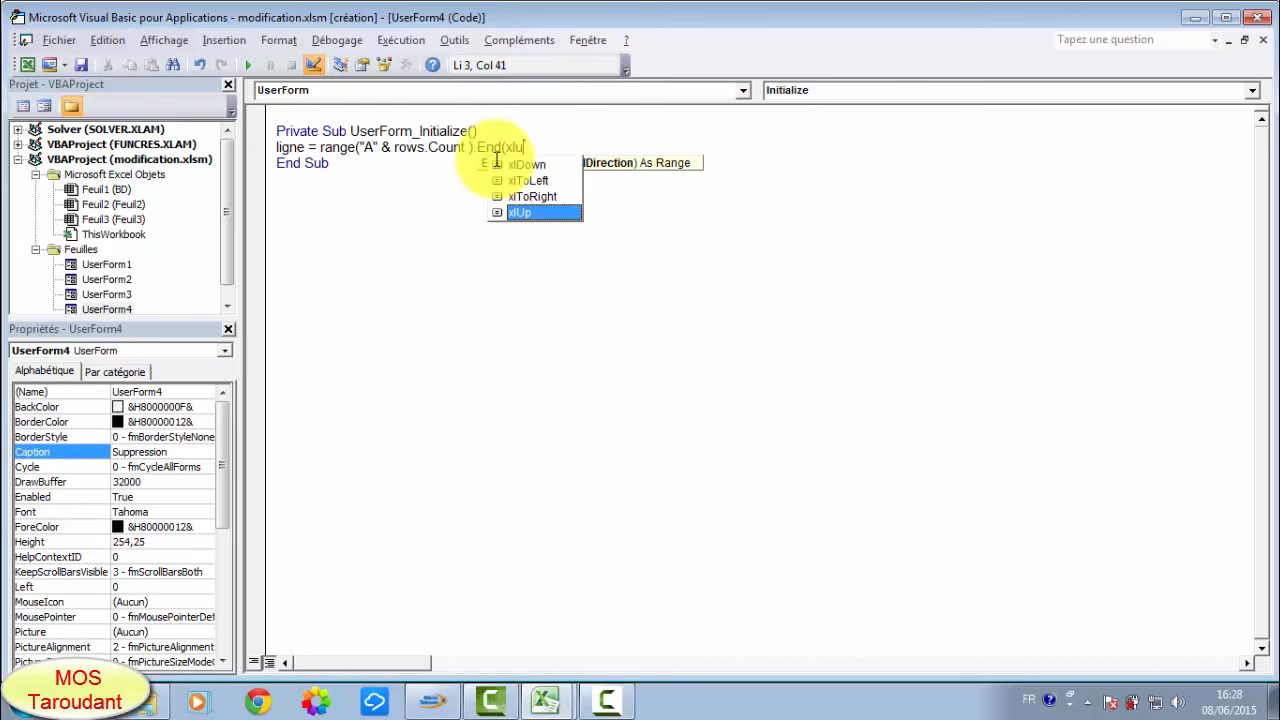 Microsoft Visual Basic pour Applications - modification.xlsm [création] - [UserForm4 (Code)]
Fichier Edition Affichage Insertion Format Débogage Exécution Outils Compléments Fenêtre ? Tapez une question
Li 3, Col 41
Projet - VBAProject
UserForm Initialize
Solver (SOLVER.XLAM)
VBAProject (FUNCRES.XLAM)
VBAProject (modification.xlsm)
Microsoft Excel Objets
Feuil1 (BD)
Feuil2 (Feuil2)
Feuil3 (Feuil3)
ThisWorkbook
Feuilles
UserForm1
UserForm2
UserForm3
UserForm4
Private Sub UserForm_Initialize()
ligne = range("A" & rows.Count ).End(xlu
End Sub
E lDirection) As Range
xlDown
xlToLeft
xlToRight
xlUp
Propriétés - UserForm4
UserForm4 UserForm
Alphabétique Par catégorie
(Name) UserForm4
BackColor &H8000000F&
BorderColor &H80000012&
BorderStyle 0 - fmBorderStyleNone
Caption Suppression
Cycle 0 - fmCycleAllForms
DrawBuffer 32000
Enabled True
Font Tahoma
ForeColor &H80000012&
Height 254,25
HelpContextID 0
KeepScrollBarsVisible 3 - fmScrollBarsBoth
Left 0
MouseIcon (Aucun)
MousePointer 0 - fmMousePointerDef
Picture (Aucun)
PictureAlignment 2 - fmPictureAlignment
0 - fmPictureSizeMode
MOS
Taroudant
FR
16:28
08/06/2015